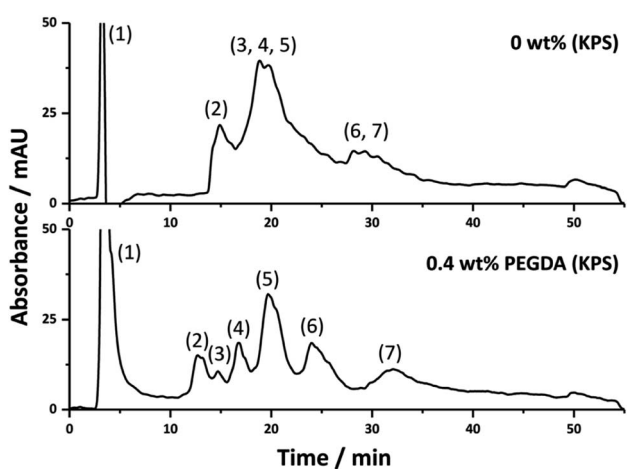 50
(1)
(3, 4, 5)
0 wt% (KPS)
25
(2)
(6, 7)
0
0 10 20 30 40 50
50
(1)
0.4 wt% PEGDA (KPS)
(5)
25
(2)
(3)
(4)
(6)
(7)
0
0 10 20 30 40 50
Absorbance / mAU
Time / min